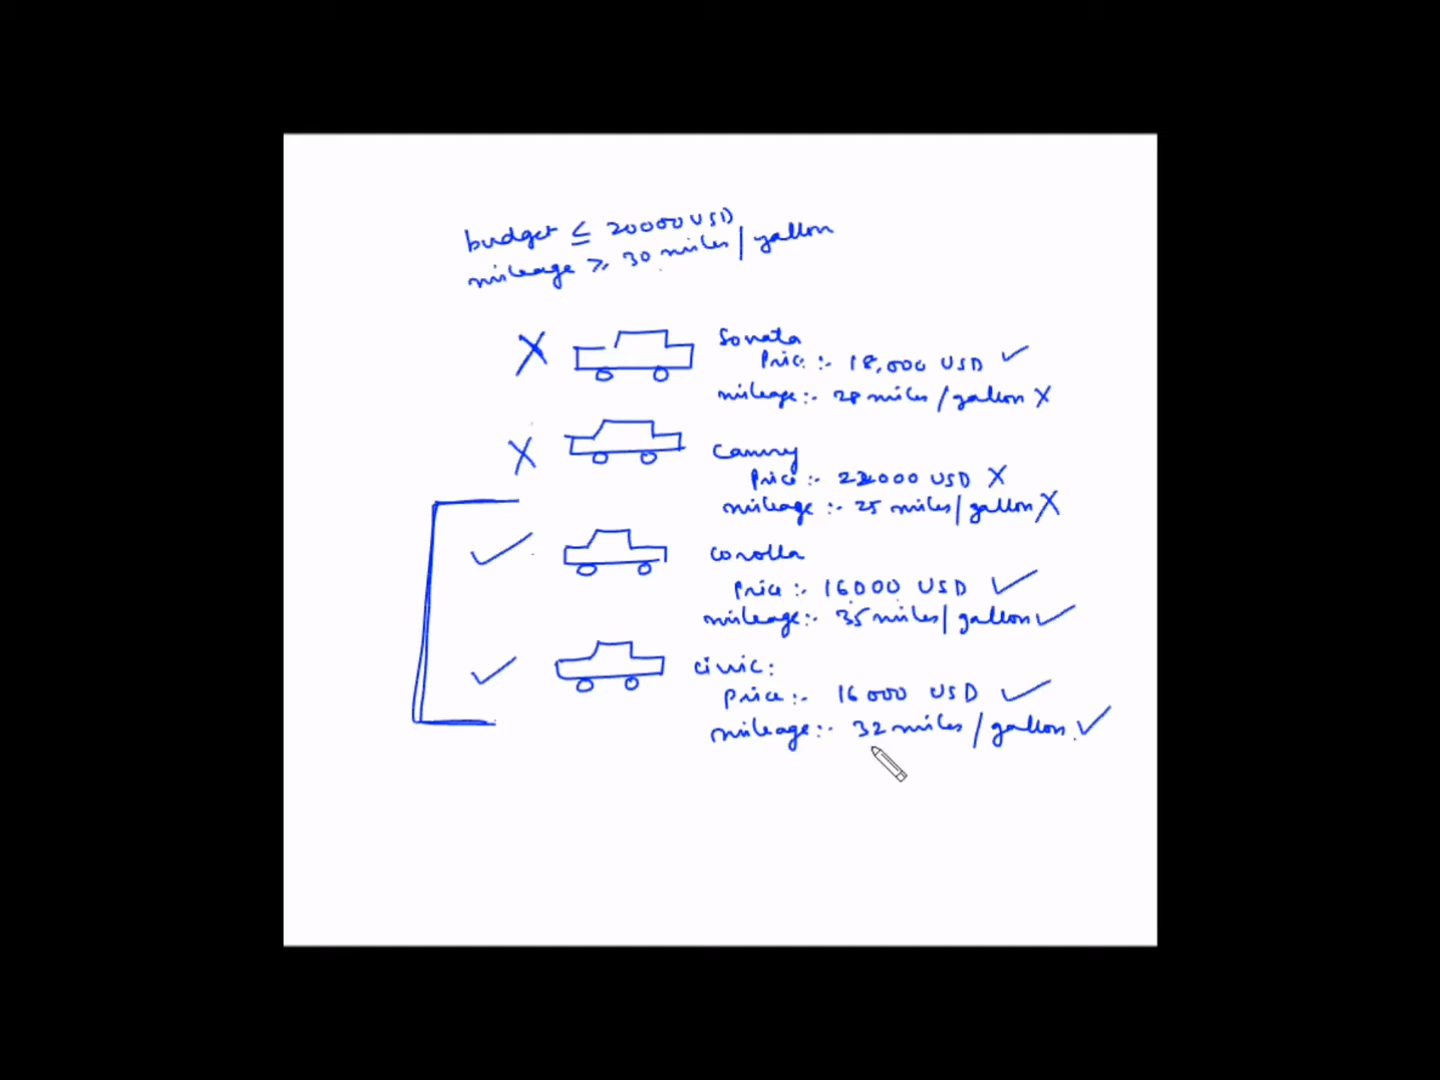 budget ≤ 20000 USD
mileage ≥ 30 miles/gallon
X Sonata
Price :- 18,000 USD ✓
mileage :- 28 miles/gallon X
X Camry
Price :- 22000 USD X
mileage :- 25 miles/gallon X
✓ Corolla
Price :- 16000 USD ✓
mileage :- 35 miles/gallon ✓
✓ civic:
Price :- 16000 USD ✓
mileage :- 32 miles/gallon. ✓